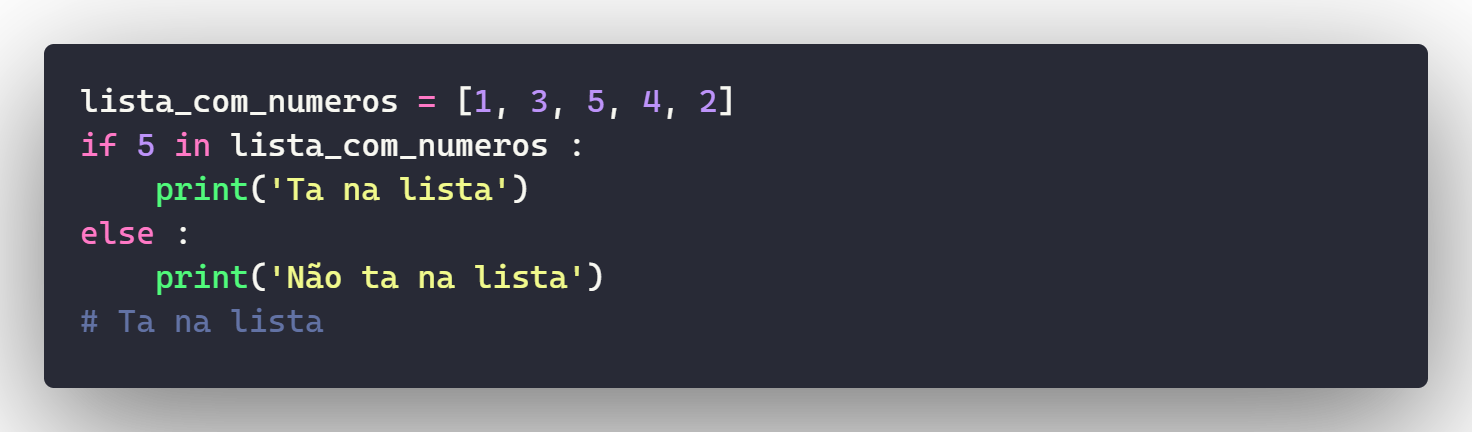 lista_com_numeros = [1, 3, 5, 4, 2]
if 5 in lista_com_numeros :
    print('Ta na lista')
else :
    print('Não ta na lista')
# Ta na lista